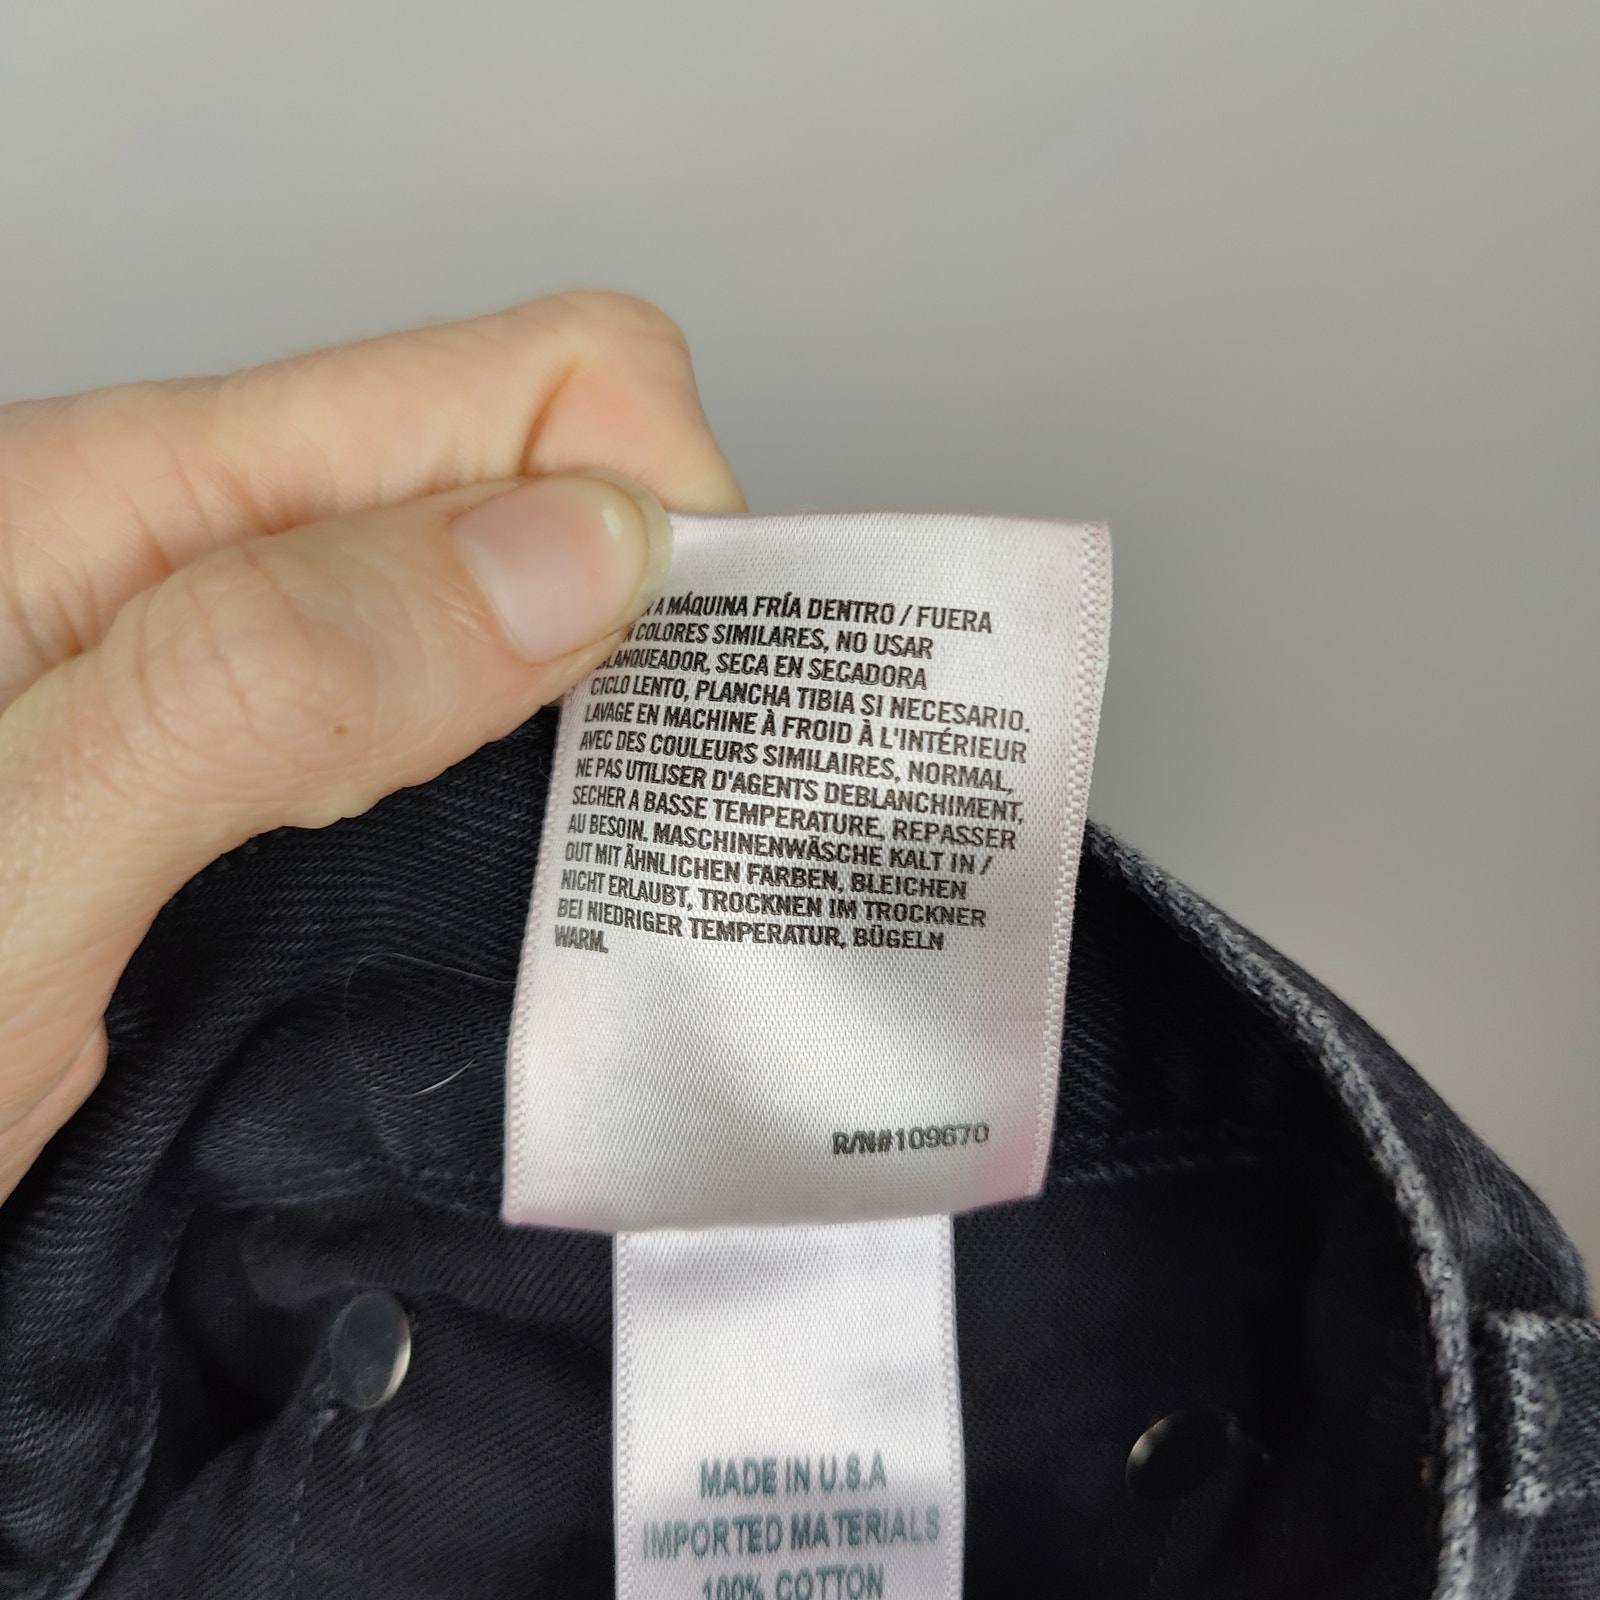 A MÁQUINA FRÍA DENTRO / FUERA
COLORES SIMILARES, NO USAR
BLANQUEADOR, SECA EN SECADORA
CICLO LENTO, PLANCHA TIBIA SI NECESARIO.
LAVAGE EN MACHINE À FROID À L'INTÉRIEUR
AVEC DES COULEURS SIMILAIRES, NORMAL,
NE PAS UTILISER D'AGENTS DEBLANCHIMENT,
SECHER A BASSE TEMPERATURE, REPASSER
AU BESOIN. MASCHINENWÄSCHE KALT IN /
OUT MIT ÄHNLICHEN FARBEN, BLEICHEN
NICHT ERLAUBT, TROCKNEN IM TROCKNER
BEI NIEDRIGER TEMPERATUR, BÜGELN
WARM.
R/N#109670
MADE IN U.S.A
IMPORTED MATERIALS
100% COTTON